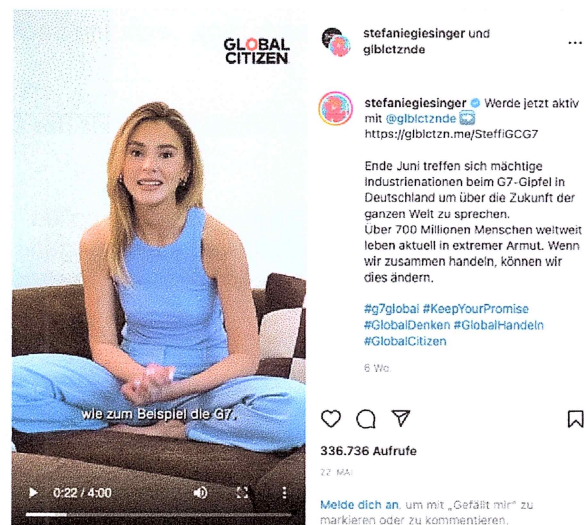 GLOBAL
CITIZEN
wie zum Beispiel die G7.
0:22 / 4:00
stefaniegiesinger und
glblctznde
stefaniegiesinger Werde jetzt aktiv
mit @glblctznde
https://glblctzn.me/SteffiGCG7
Ende Juni treffen sich mächtige
Industrienationen beim G7-Gipfel in
Deutschland um über die Zukunft der
ganzen Welt zu sprechen.
Über 700 Millionen Menschen weltweit
leben aktuell in extremer Armut. Wenn
wir zusammen handeln, können wir
dies ändern.
#g7global #KeepYourPromise
#GlobalDenken #GlobalHandeln
#GlobalCitizen
6 Wo.
336.736 Aufrufe
22. MAI
Melde dich an, um mit „Gefällt mir“ zu
markieren oder zu kommentieren.